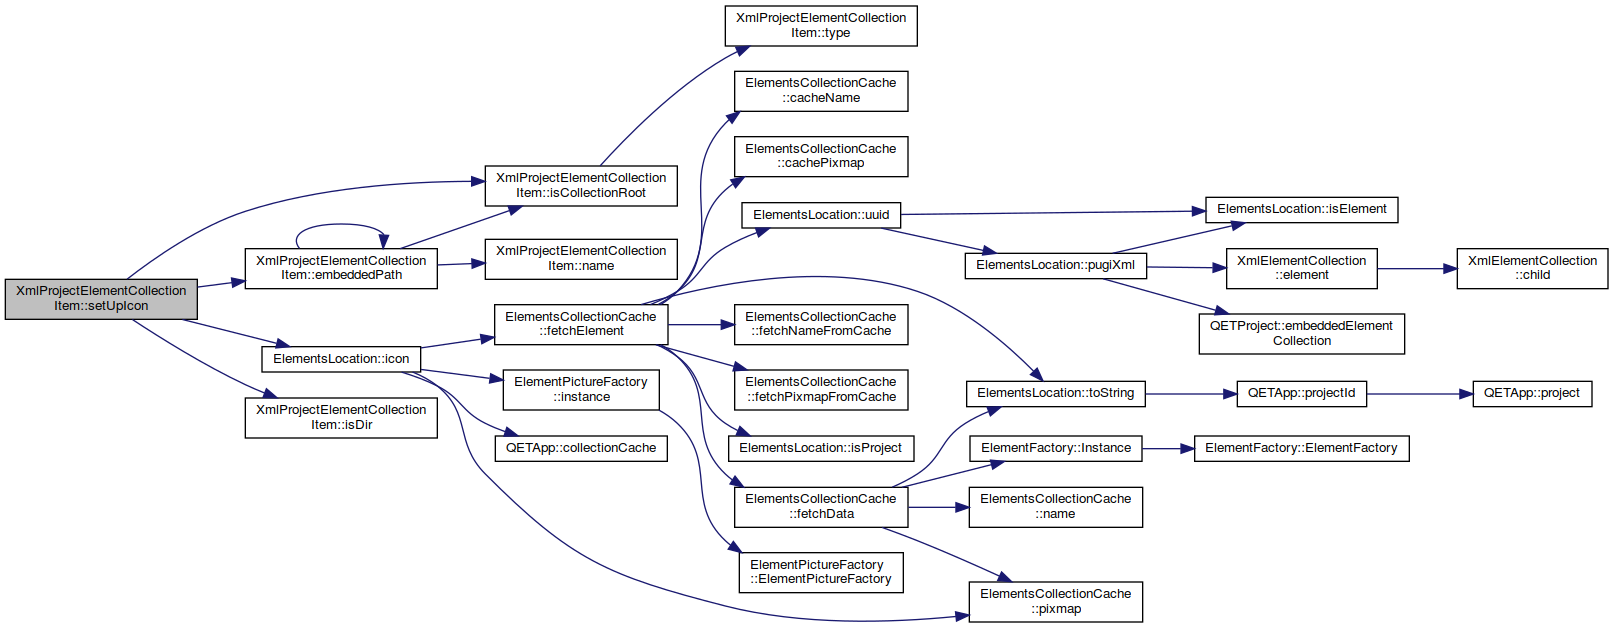 XmlProjectElementCollection
Item::type
ElementsCollectionCache
::cacheName
ElementsCollectionCache
::cachePixmap
XmlProjectElementCollection
Item::isCollectionRoot
ElementsLocation::uuid
ElementsLocation::isElement
XmlProjectElementCollection
Item::embeddedPath
XmlProjectElementCollection
Item::name
ElementsLocation::pugiXml
XmlElementCollection
::element
XmlElementCollection
::child
XmlProjectElementCollection
Item::setUpIcon
ElementsCollectionCache
::fetchElement
ElementsCollectionCache
::fetchNameFromCache
QETProject::embeddedElement
Collection
ElementsLocation::icon
ElementPictureFactory
::instance
ElementsCollectionCache
::fetchPixmapFromCache
ElementsLocation::toString
QETApp::projectId
QETApp::project
XmlProjectElementCollection
Item::isDir
QETApp::collectionCache
ElementsLocation::isProject
ElementFactory::Instance
ElementFactory::ElementFactory
ElementsCollectionCache
::fetchData
ElementsCollectionCache
::name
ElementPictureFactory
::ElementPictureFactory
ElementsCollectionCache
::pixmap